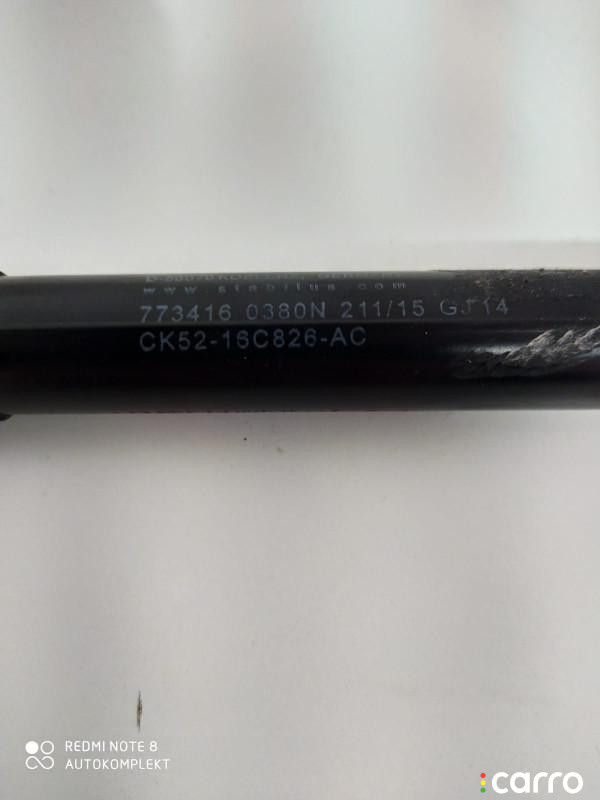 www.stabilus.com
773416 0380N 211/15 GJ14
CK52-16C826-AC
REDMI NOTE 8
AUTOKOMPLEKT
carro